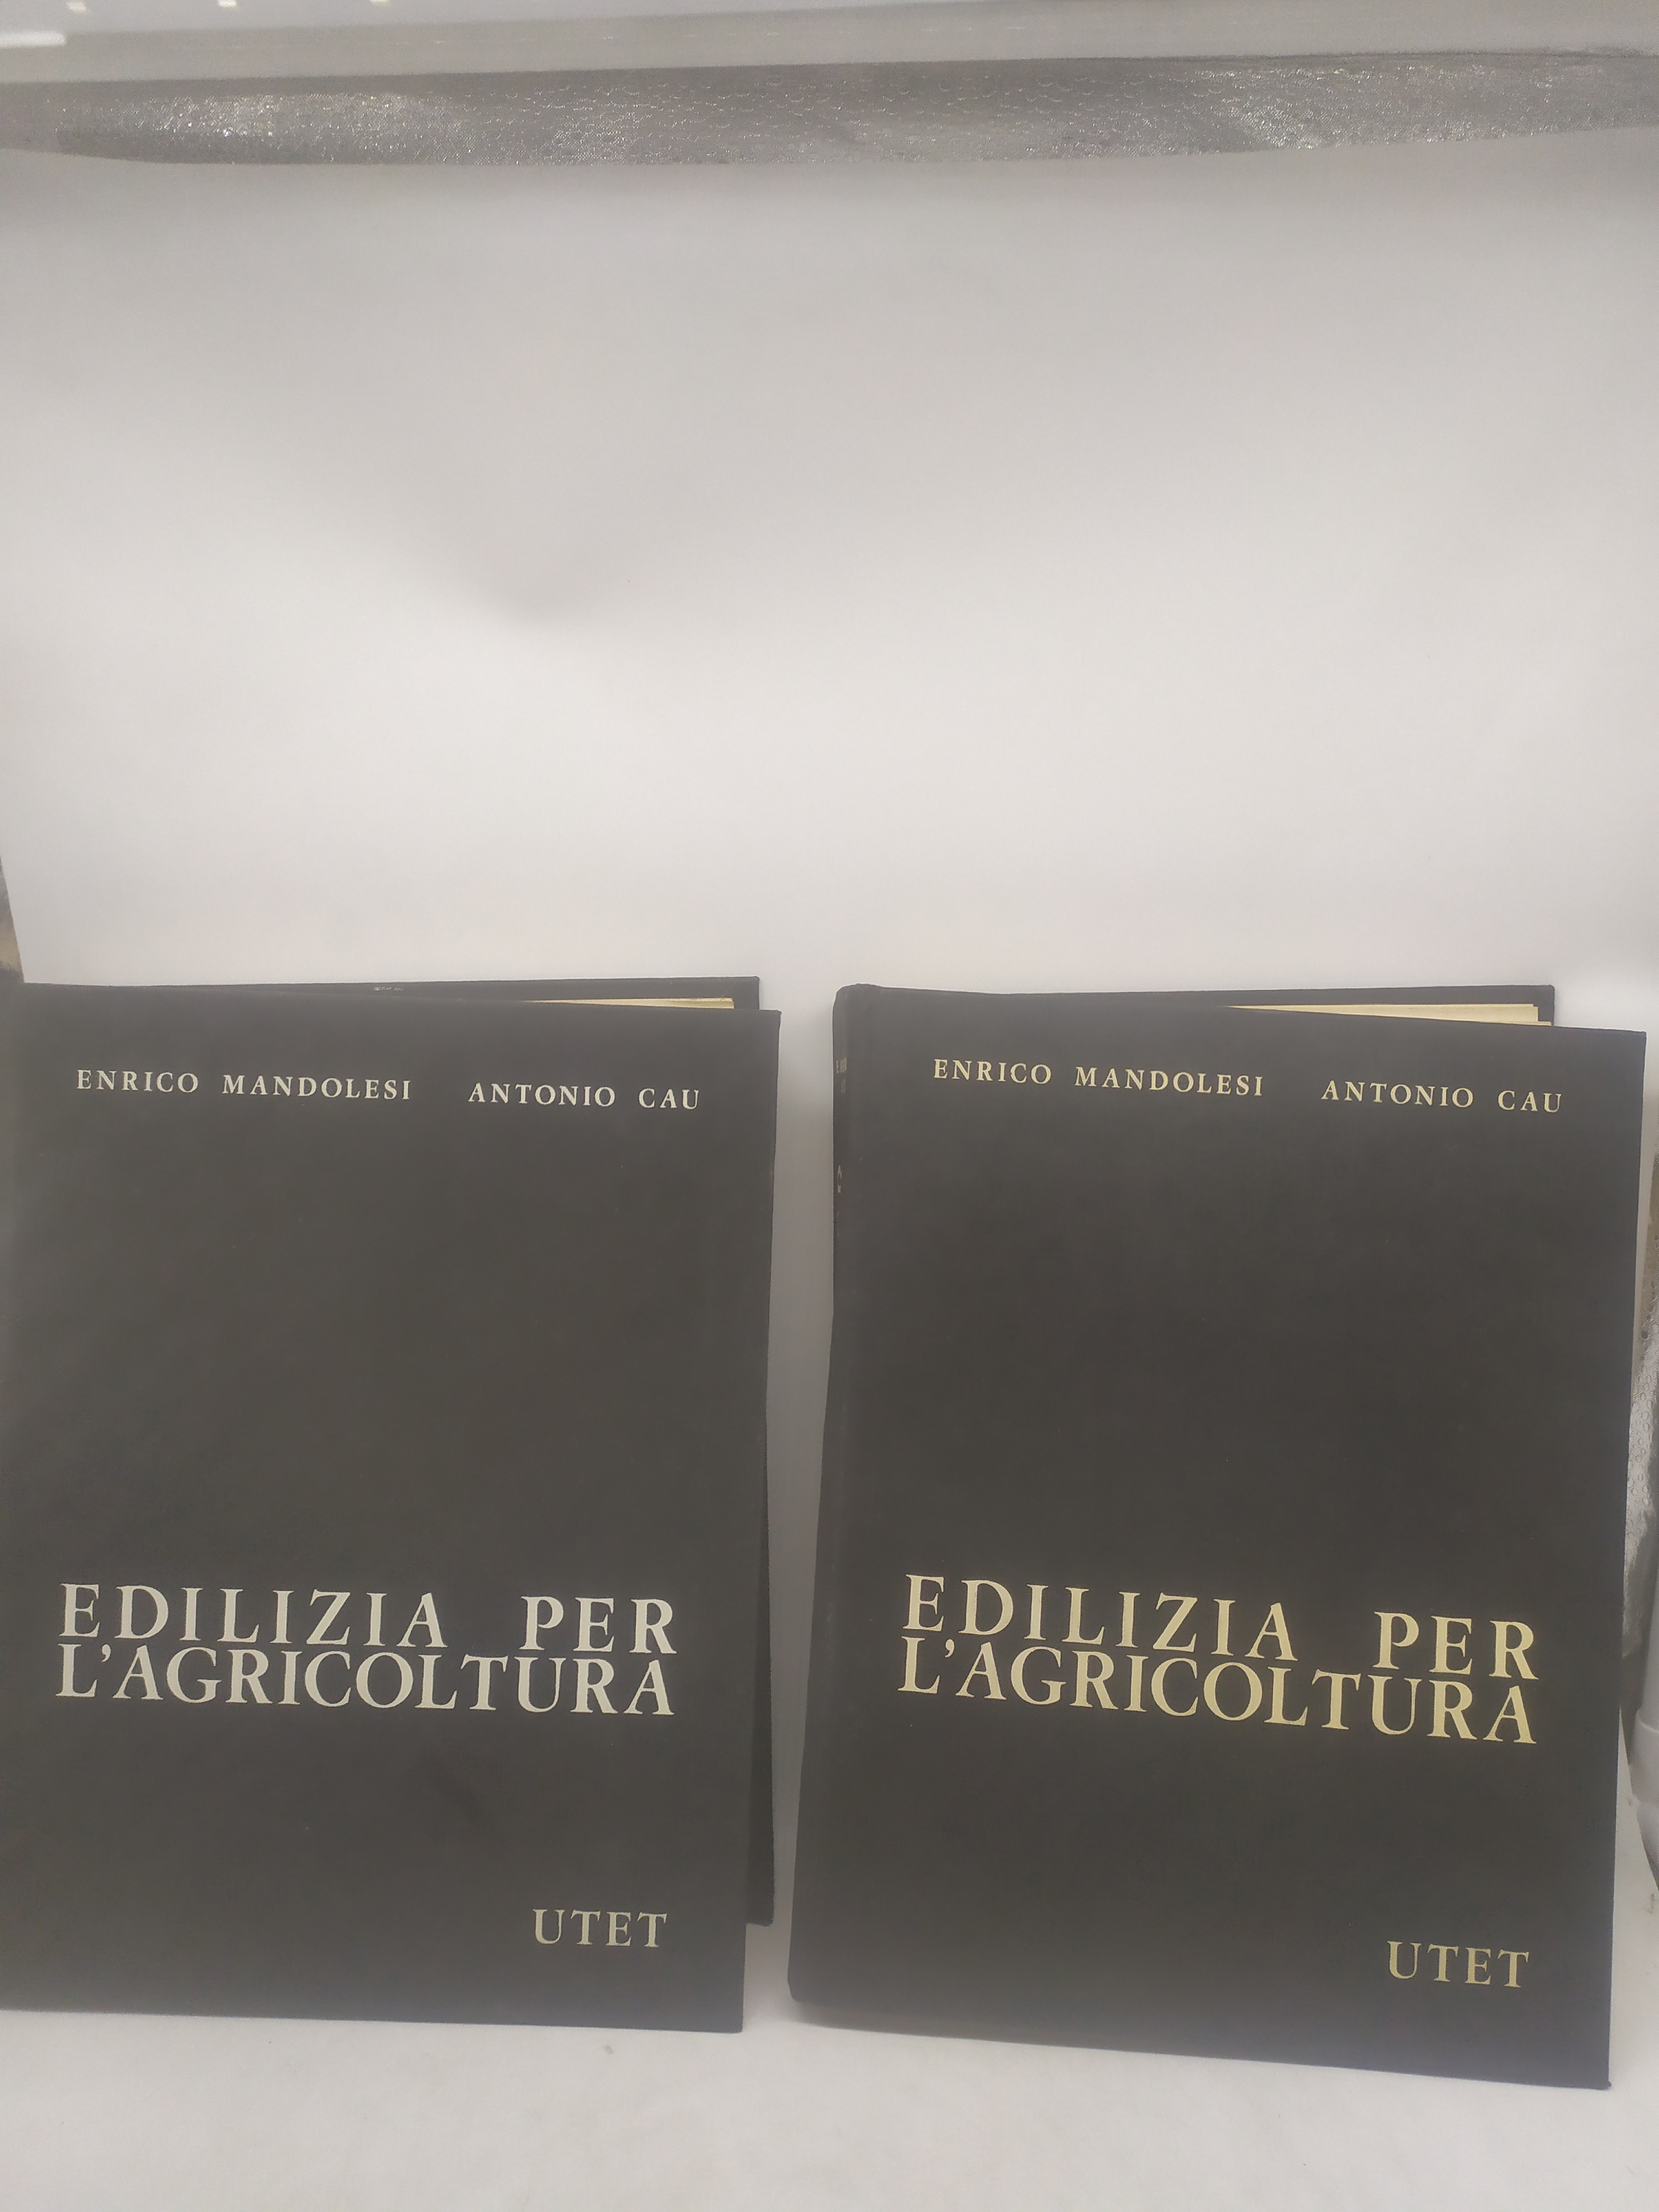 ENRICO MANDOLESI ANTONIO CAU
EDILIZIA PER
L'AGRICOLTURA
UTET
ENRICO MANDOLESI ANTONIO CAU
EDILIZIA PER
L'AGRICOLTURA
UTET